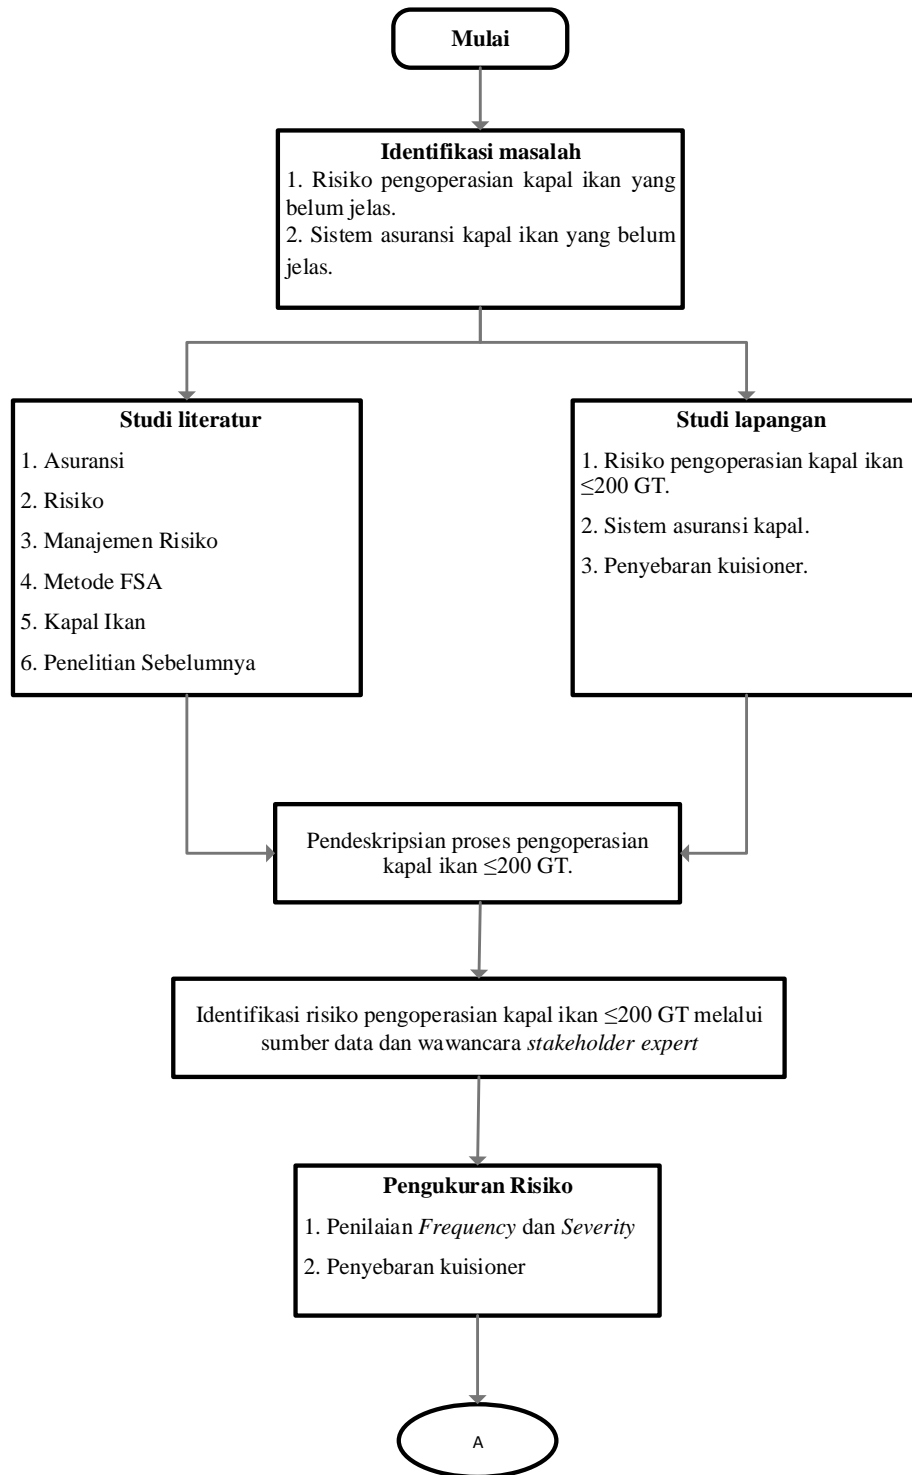 Mulai
Identifikasi masalah
1. Risiko pengoperasian kapal ikan yang
belum jelas.
2. Sistem asuransi kapal ikan yang belum
jelas.
Studi literatur
1. Asuransi
2. Risiko
3. Manajemen Risiko
4. Metode FSA
5. Kapal Ikan
6. Penelitian Sebelumnya
Studi lapangan
1. Risiko pengoperasian kapal ikan
≤200 GT.
2. Sistem asuransi kapal.
3. Penyebaran kuisioner.
Pendeskripsian proses pengoperasian
kapal ikan ≤200 GT.
Identifikasi risiko pengoperasian kapal ikan ≤200 GT melalui
sumber data dan wawancara stakeholder expert
Pengukuran Risiko
1. Penilaian Frequency dan Severity
2. Penyebaran kuisioner
A